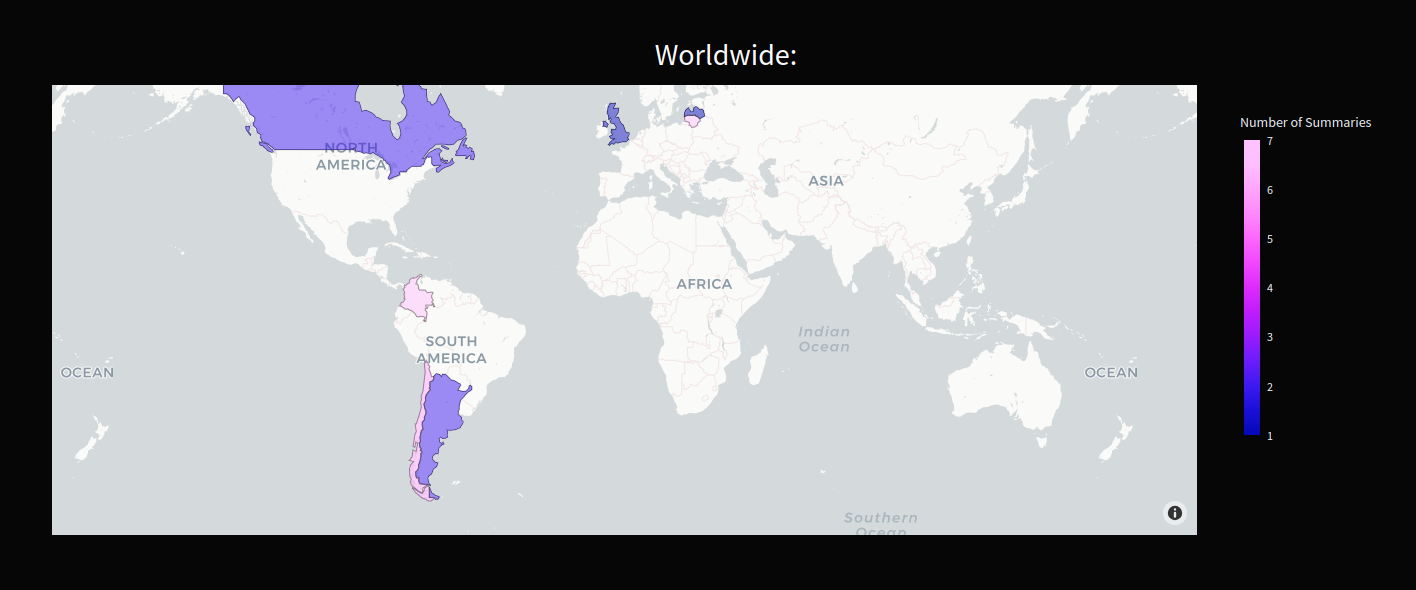 Worldwide:
Number of Summaries
7
6
5
4
3
2
1
NORTH
AMERICA
ASIA
AFRICA
SOUTH
AMERICA
Indian
Ocean
OCEAN
OCEAN
Southern
Ocean